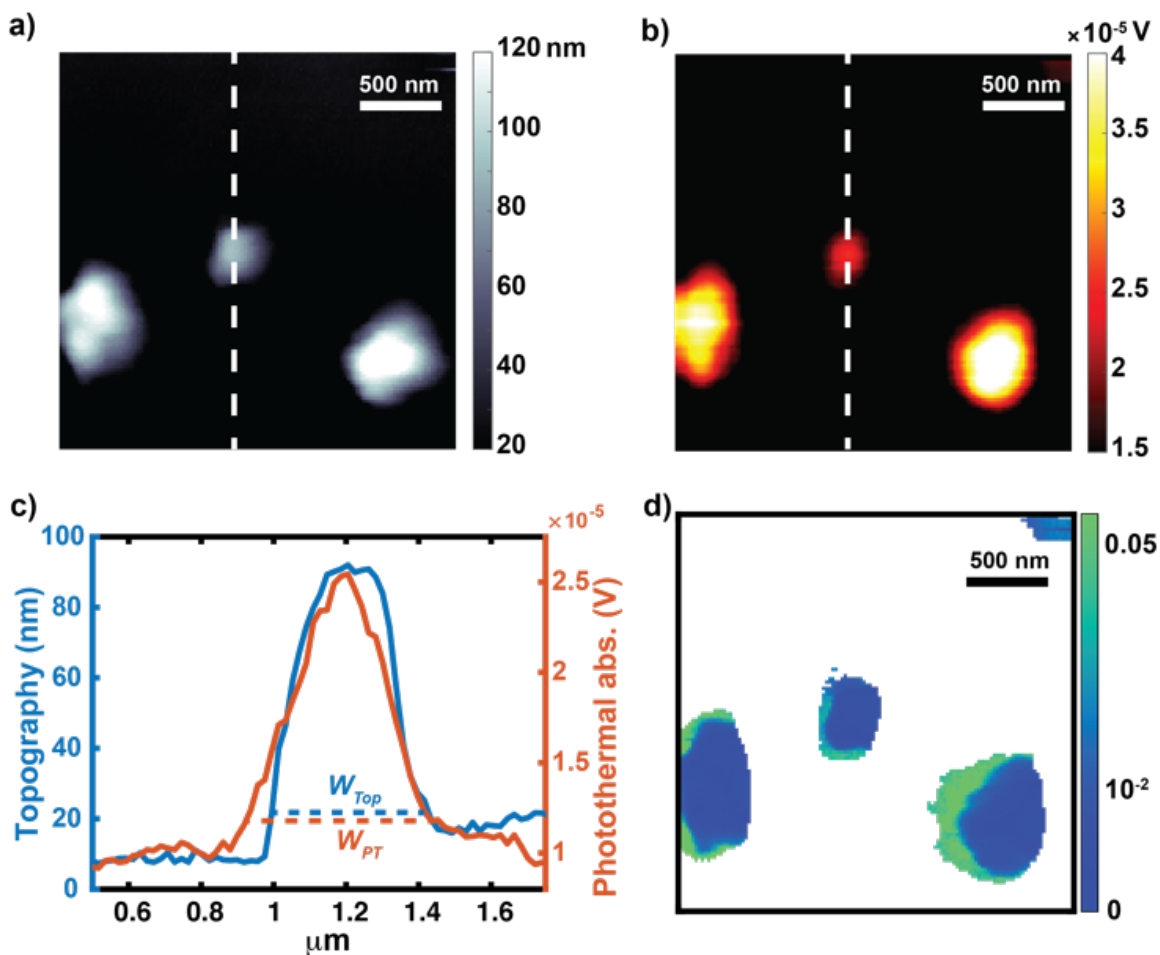 a)
120 nm
500 nm
100
80
60
40
20
b)
× 10⁻⁵ V
4
500 nm
3.5
3
2.5
2
1.5
c)
× 10⁻⁵
100
80
60
40
20
0
Topography (nm)
W_Top
W_PT
2.5
2
1.5
1
Photothermal abs. (V)
0.6 0.8 1 1.2 1.4 1.6
μm
d)
0.05
500 nm
10⁻²
0